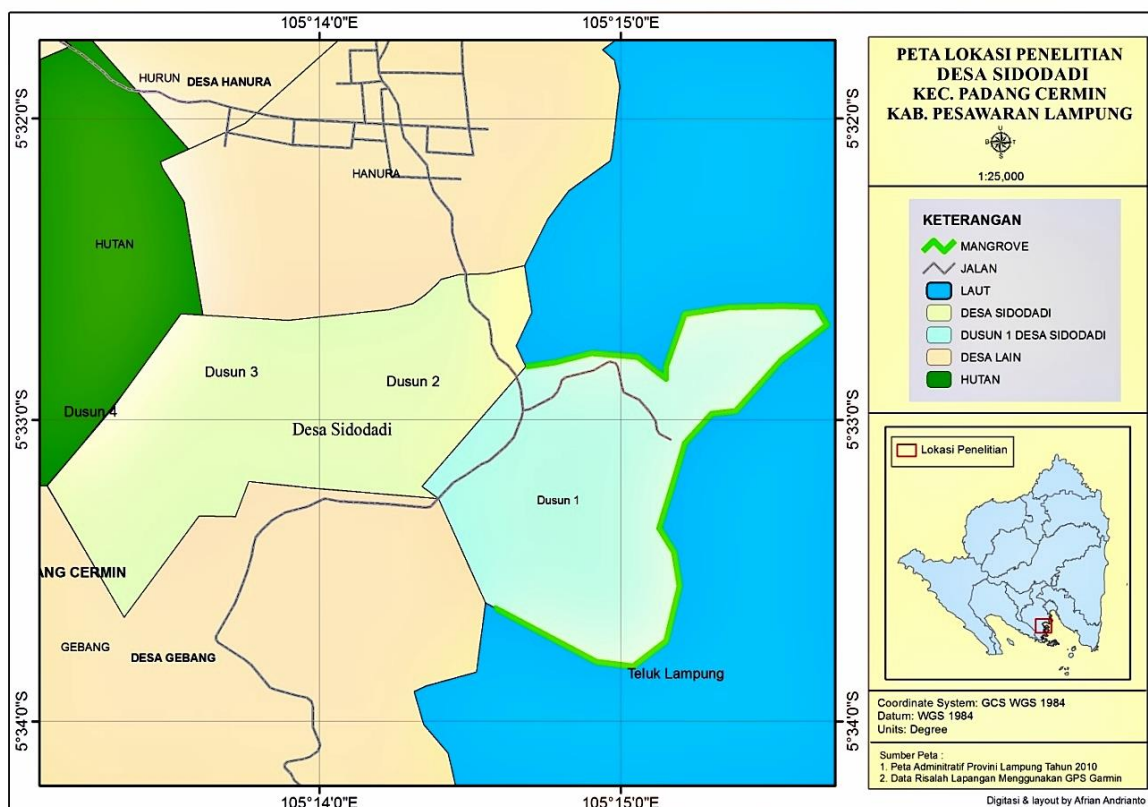 105°14'0"E
105°15'0"E
5°32'0"S
5°33'0"S
5°34'0"S
HURUN
DESA HANURA
HANURA
HUTAN
Dusun 3
Dusun 2
Dusun 4
Desa Sidodadi
Dusun 1
ANG CERMIN
GEBANG
DESA GEBANG
Teluk Lampung
5°32'0"S
5°33'0"S
5°34'0"S
105°14'0"E
105°15'0"E
PETA LOKASI PENELITIAN
DESA SIDODADI
KEC. PADANG CERMIN
KAB. PESAWARAN LAMPUNG
U
B
T
S
1:25,000
KETERANGAN
MANGROVE
JALAN
LAUT
DESA SIDODADI
DUSUN 1 DESA SIDODADI
DESA LAIN
HUTAN
Lokasi Penelitian
Coordinate System: GCS WGS 1984
Datum: WGS 1984
Units: Degree
Sumber Peta :
1. Peta Adminitratif Provini Lampung Tahun 2010
2. Data Risalah Lapangan Menggunakan GPS Garmin
Digitasi & layout by Afrian Andrianto